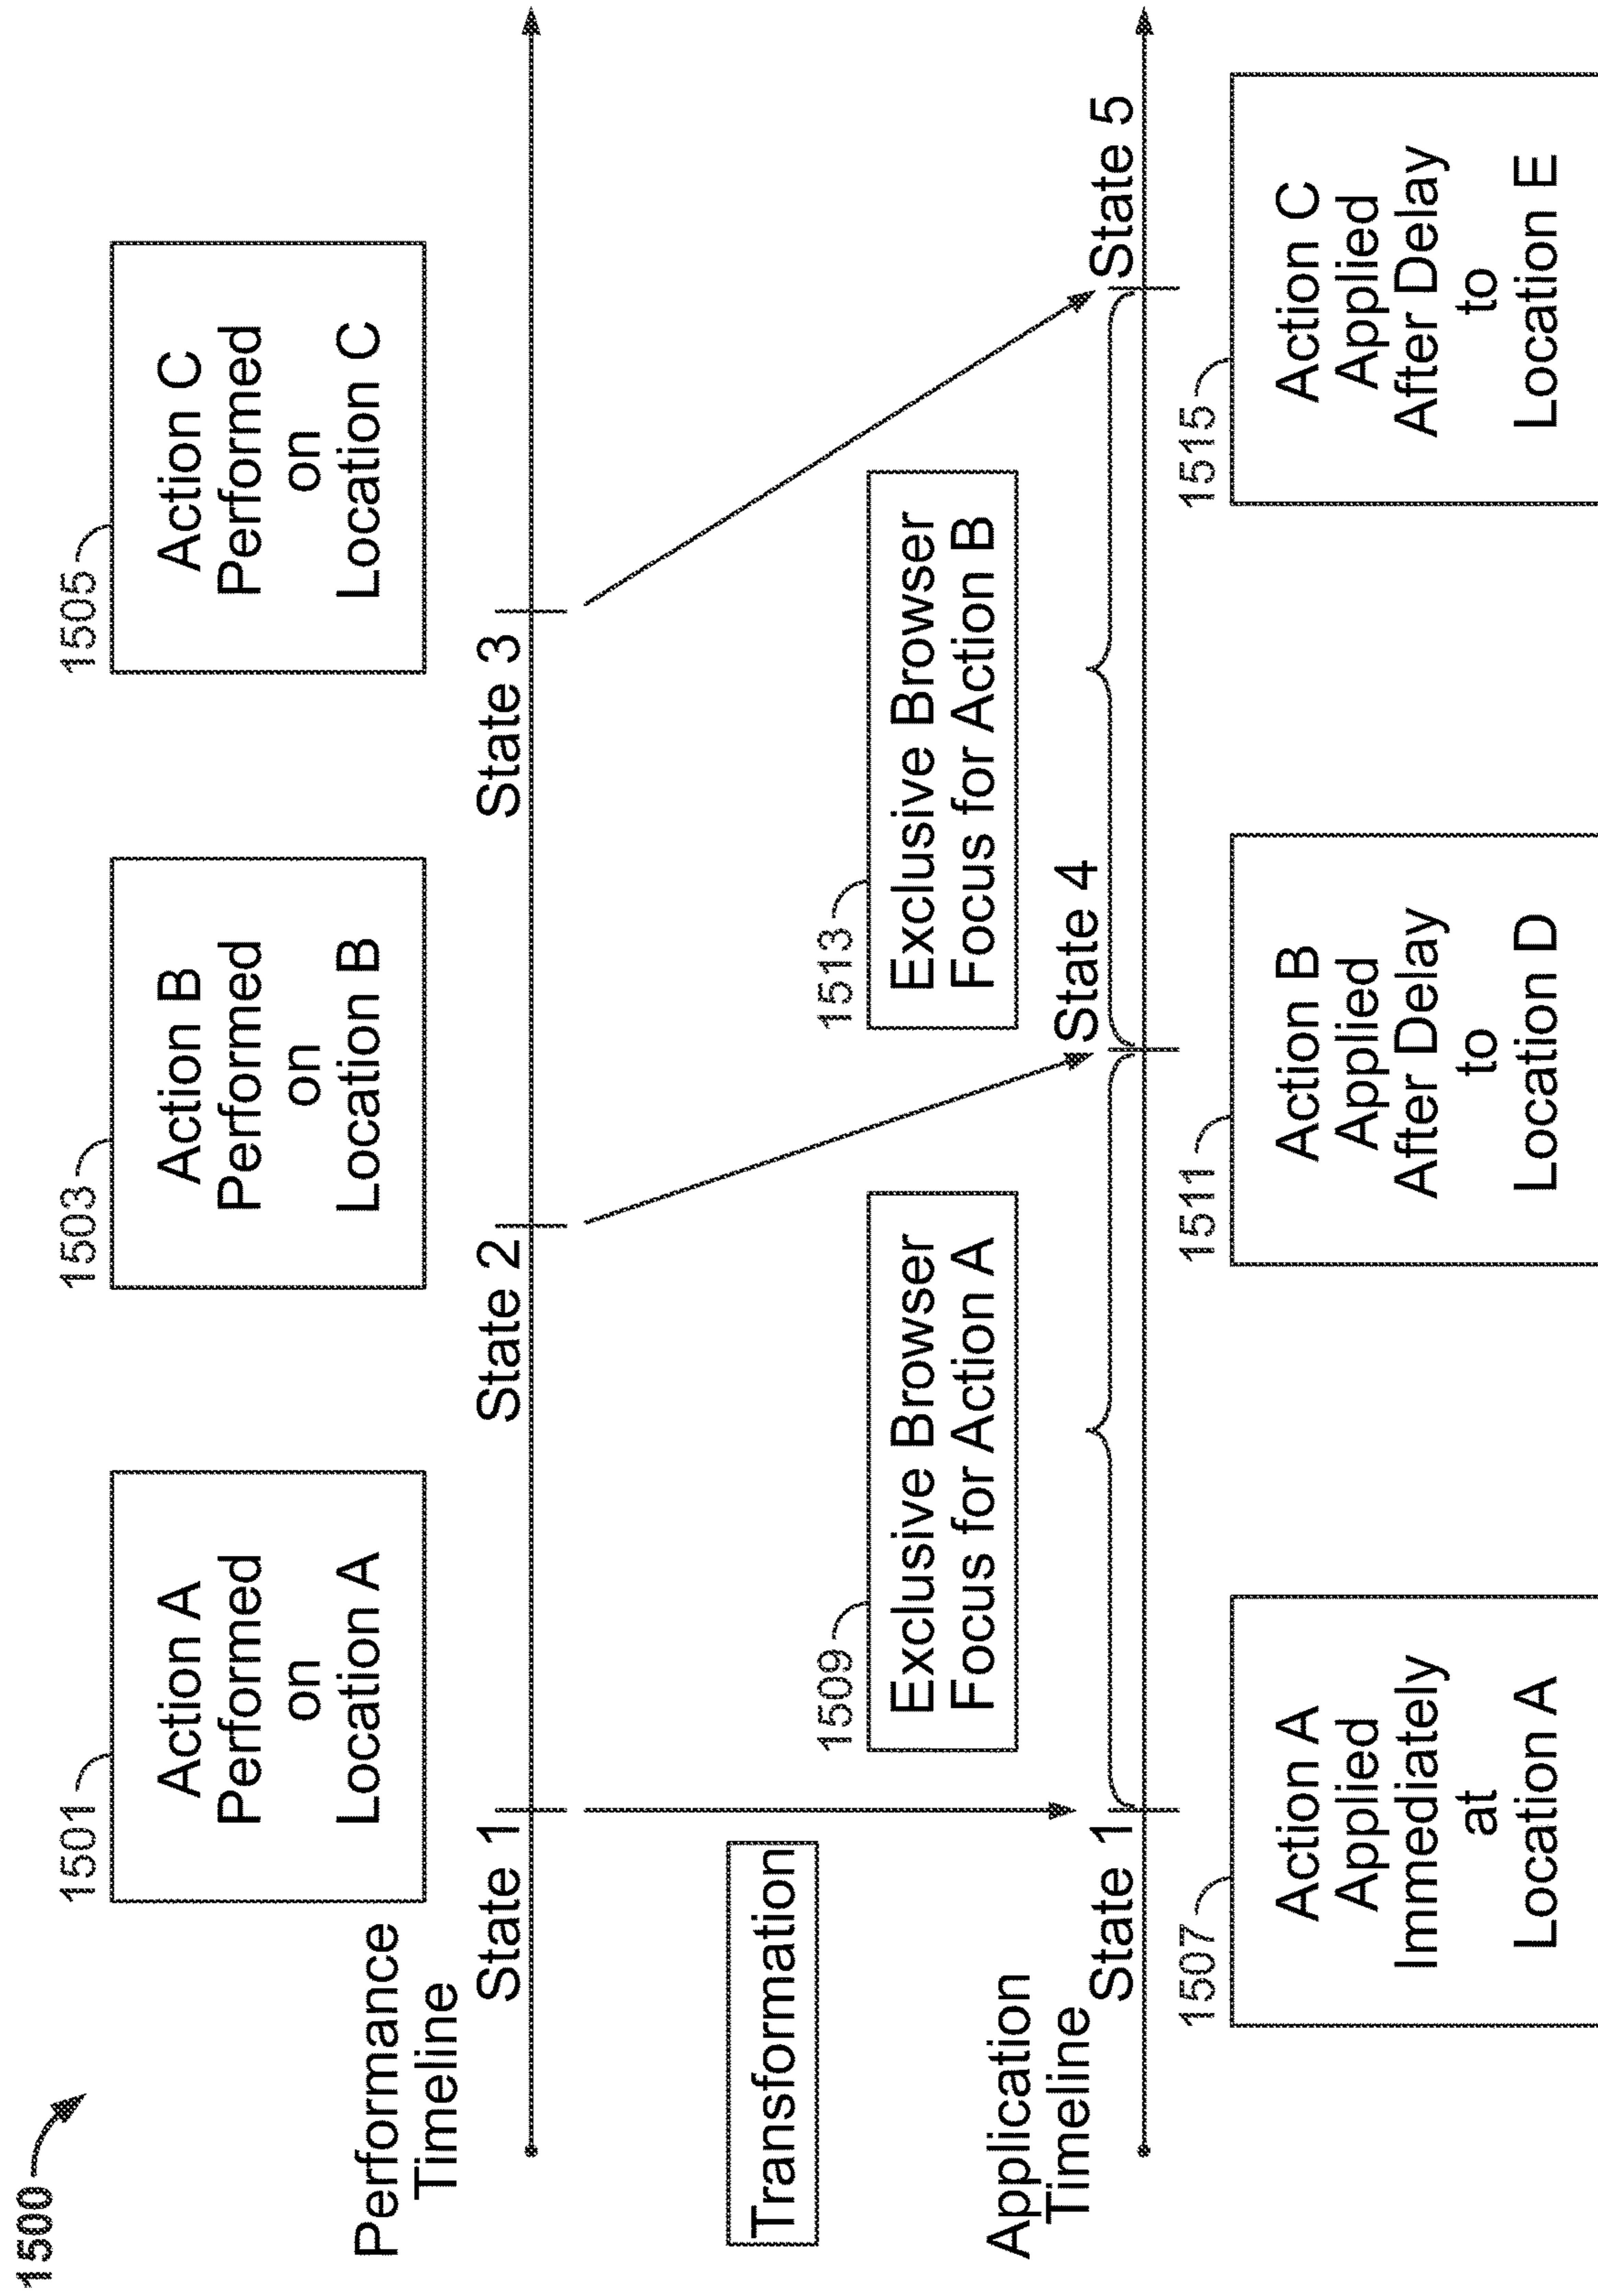 1500
1501
Action A
Performed
on
Location A
1503
Action B
Performed
on
Location B
1505
Action C
Performed
on
Location C
Performance
Timeline
State 1
State 2
State 3
Transformation
1509
Exclusive Browser
Focus for Action A
1513
Exclusive Browser
Focus for Action B
Application
Timeline
State 1
State 4
State 5
1507
Action A
Applied
Immediately
at
Location A
1511
Action B
Applied
After Delay
to
Location D
1515
Action C
Applied
After Delay
to
Location E